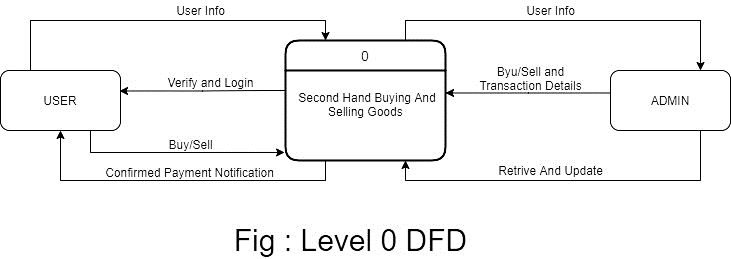 User Info
User Info
0
Verify and Login
Byu/Sell and
Transaction Details
USER
Second Hand Buying And
Selling Goods
ADMIN
Buy/Sell
Confirmed Payment Notification
Retrive And Update
Fig : Level 0 DFD